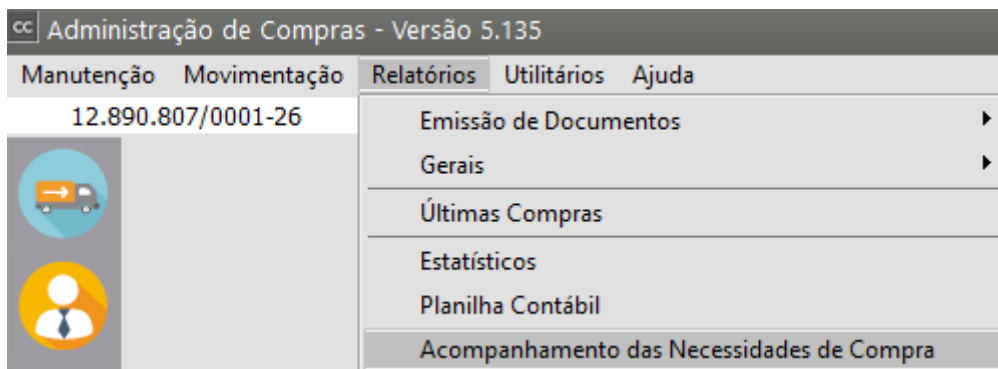 cc Administração de Compras - Versão 5.135
Manutenção Movimentação Relatórios Utilitários Ajuda
12.890.807/0001-26
Emissão de Documentos
Gerais
Últimas Compras
Estatísticos
Planilha Contábil
Acompanhamento das Necessidades de Compra